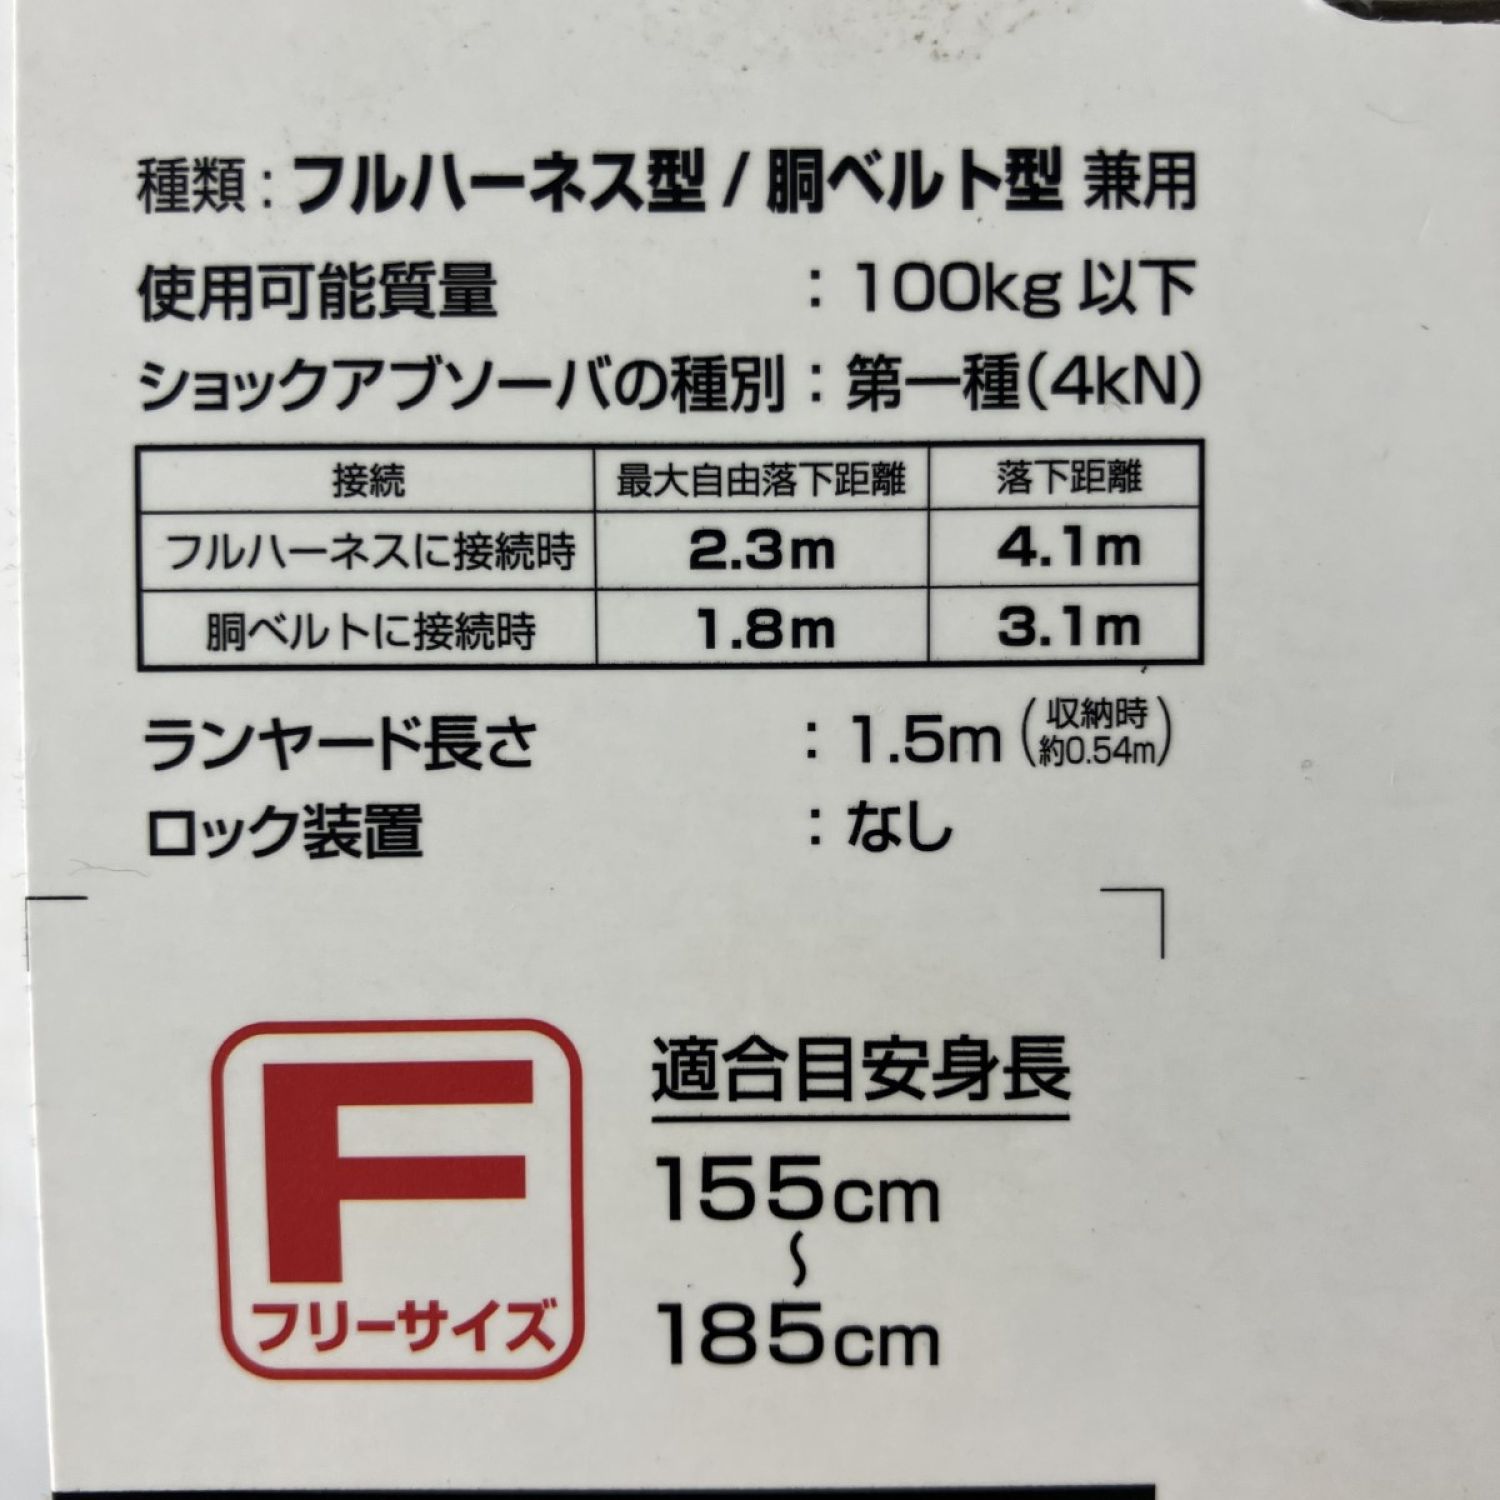 種類：フルハーネス型 / 胴ベルト型 兼用
使用可能質量：100kg 以下
ショックアブソーバの種別：第一種(4kN)
接続 最大自由落下距離 落下距離
フルハーネスに接続時 2.3m 4.1m
胴ベルトに接続時 1.8m 3.1m
ランヤード長さ：1.5m (収納時 約0.54m)
ロック装置：なし
F
フリーサイズ
適合目安身長
155cm
～
185cm